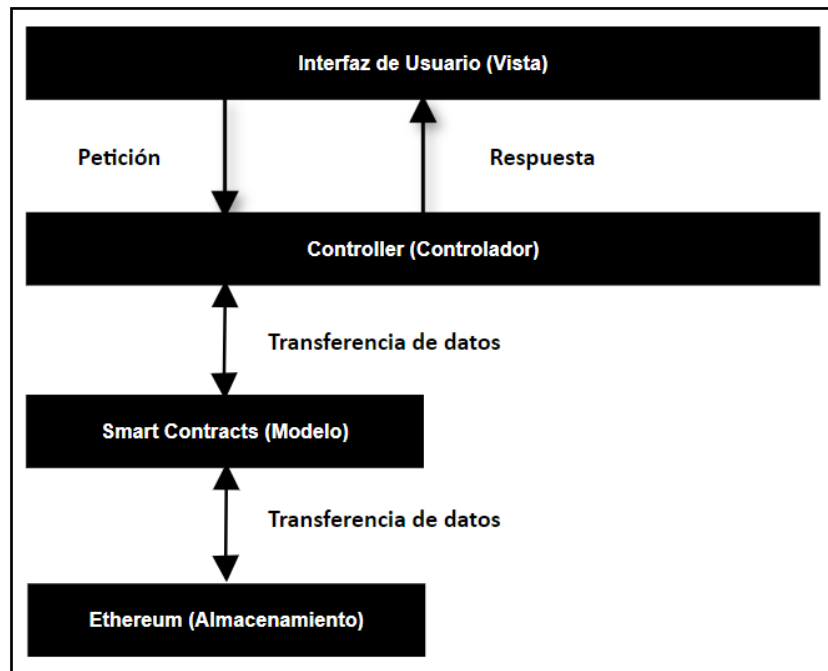 Interfaz de Usuario (Vista)
Petición
Respuesta
Controller (Controlador)
Transferencia de datos
Smart Contracts (Modelo)
Transferencia de datos
Ethereum (Almacenamiento)